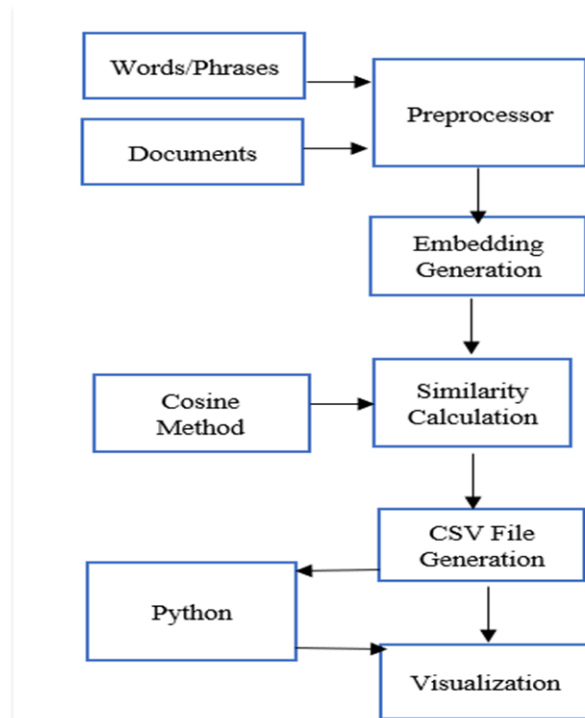 Words/Phrases
Preprocessor
Documents
Embedding
Generation
Similarity
Calculation
Cosine
Method
CSV File
Generation
Python
Visualization